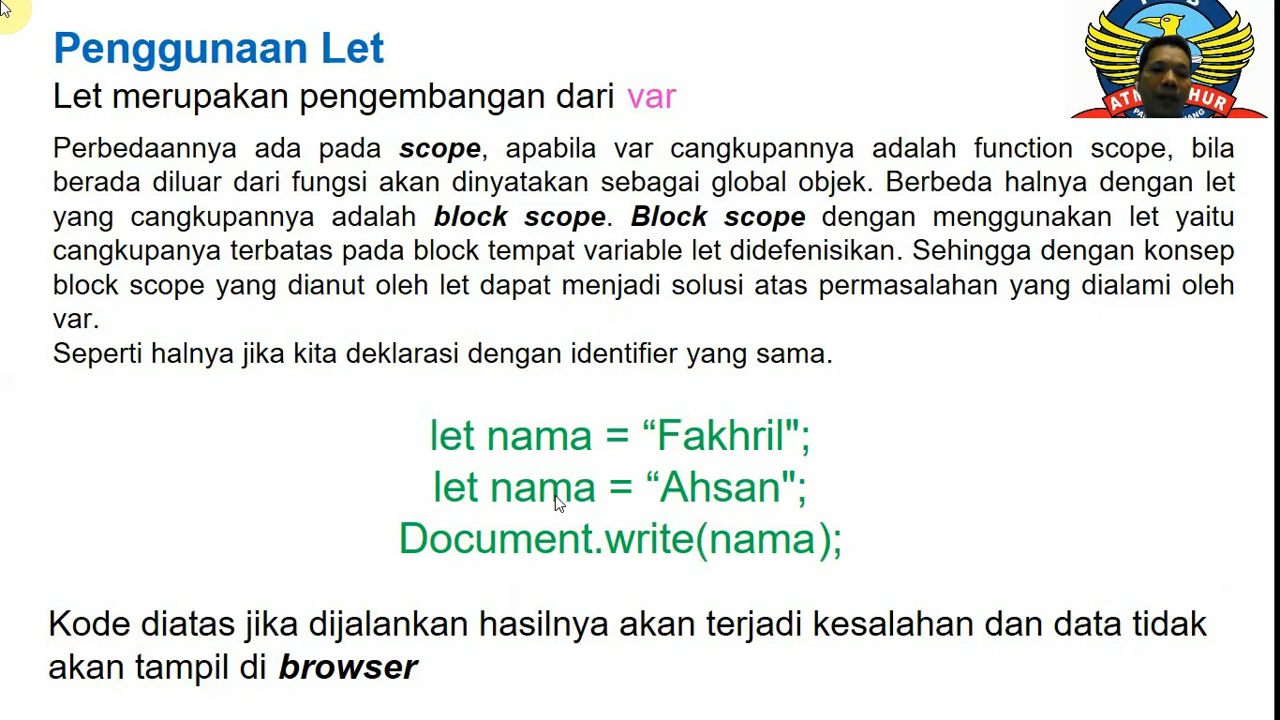 Penggunaan Let
Let merupakan pengembangan dari var
Perbedaannya ada pada scope, apabila var cangkupannya adalah function scope, bila
berada diluar dari fungsi akan dinyatakan sebagai global objek. Berbeda halnya dengan let
yang cangkupannya adalah block scope. Block scope dengan menggunakan let yaitu
cangkupanya terbatas pada block tempat variable let didefenisikan. Sehingga dengan konsep
block scope yang dianut oleh let dapat menjadi solusi atas permasalahan yang dialami oleh
var.
Seperti halnya jika kita deklarasi dengan identifier yang sama.
let nama = “Fakhril";
let nama = “Ahsan";
Document.write(nama);
Kode diatas jika dijalankan hasilnya akan terjadi kesalahan dan data tidak
akan tampil di browser